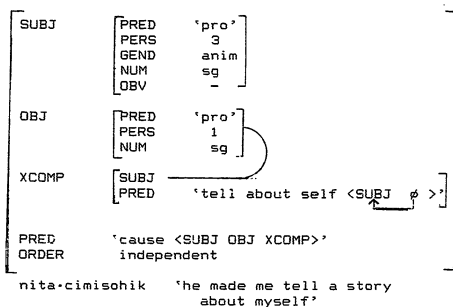 SUBJ PRED 'pro'
PERS 3
GEND anim
NUM sg
OBV -
OBJ PRED 'pro'
PERS 1
NUM sg
XCOMP SUBJ
PRED 'tell about self <SUBJ ø >'
PRED 'cause <SUBJ OBJ XCOMP>'
ORDER independent
nita·cimisohik 'he made me tell a story
about myself'